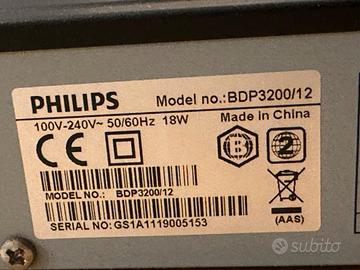 PHILIPS Model no.:BDP3200/12
100V-240V~ 50/60Hz 18W Made in China
CE B 2
MODEL NO.: BDP3200/12
SERIAL NO.: GS1A1119005153 (AAS)
subito